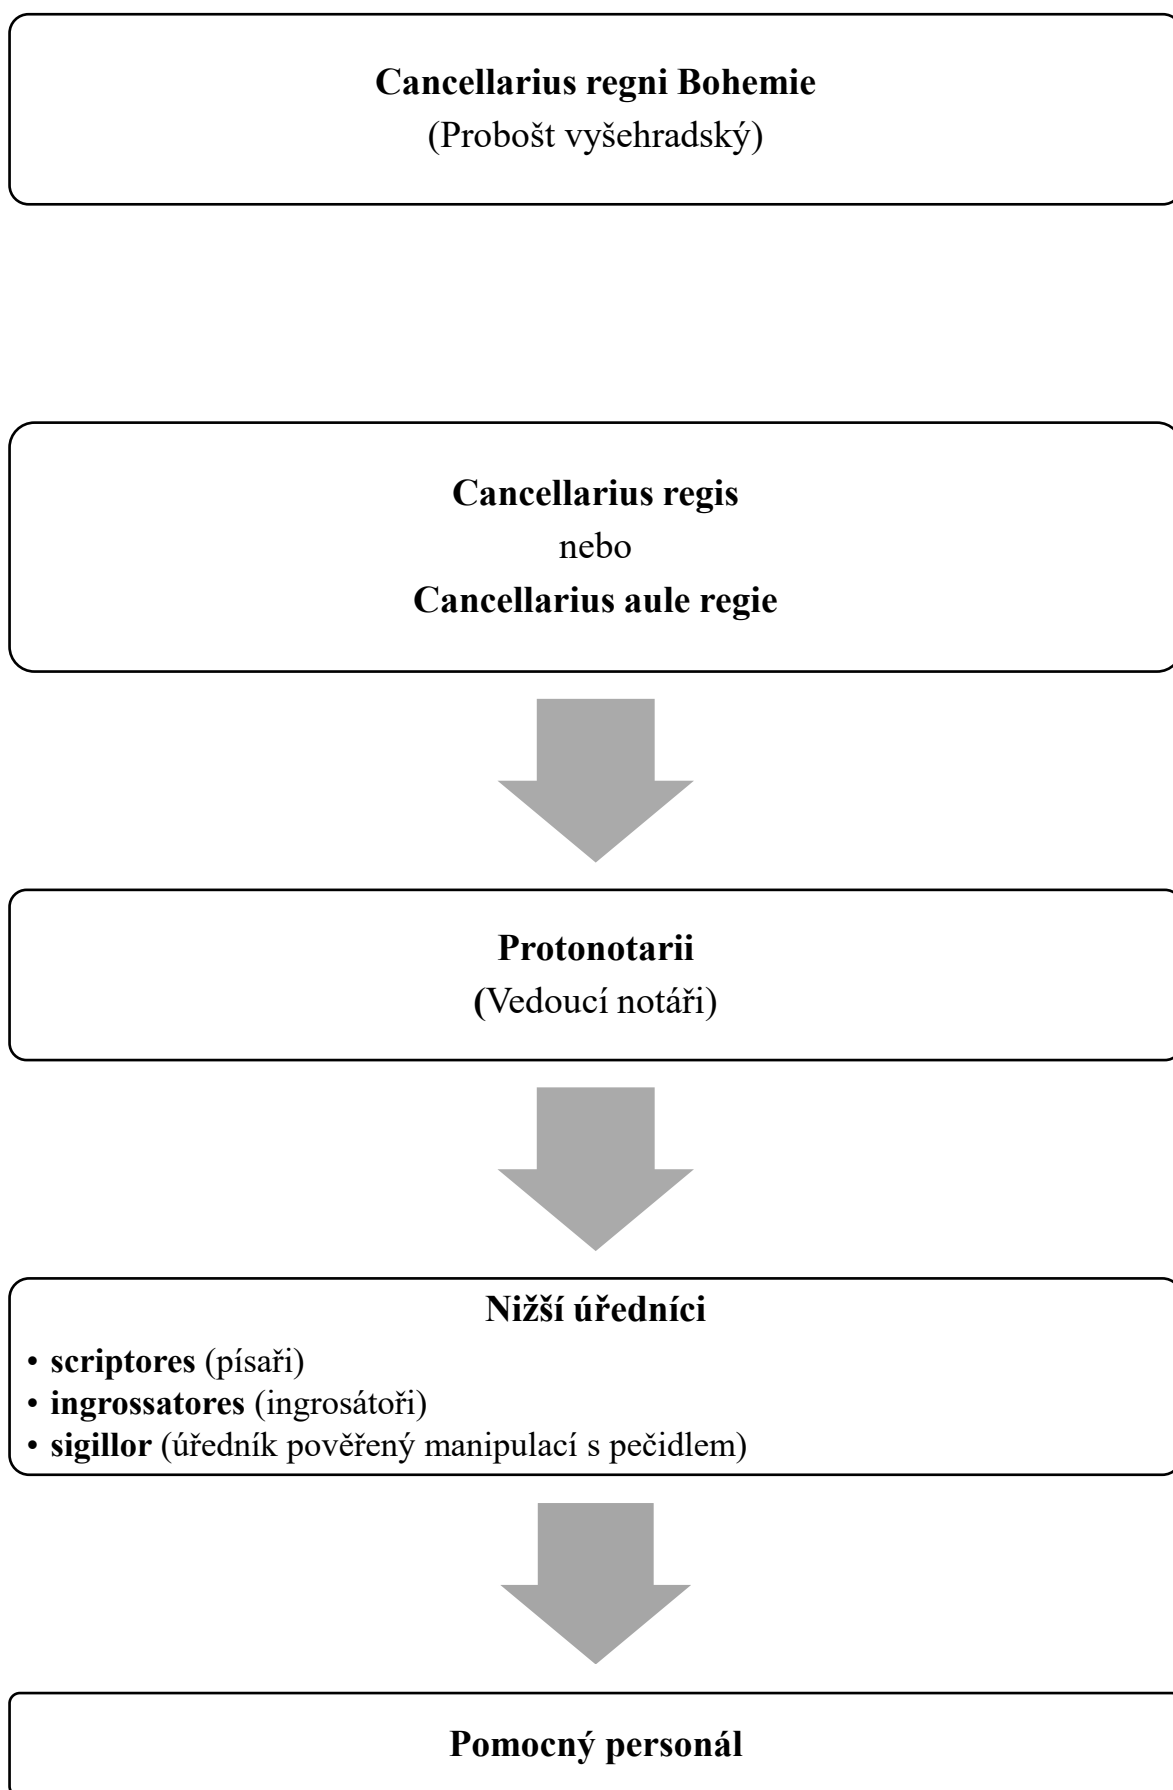 Cancellarius regni Bohemie
(Probošt vyšehradský)
Cancellarius regis
nebo
Cancellarius aule regie
Protonotarii
(Vedoucí notáři)
Nižší úředníci
• scriptores (písaři)
• ingrossatores (ingrosátoři)
• sigillor (úředník pověřený manipulací s pečidlem)
Pomocný personál